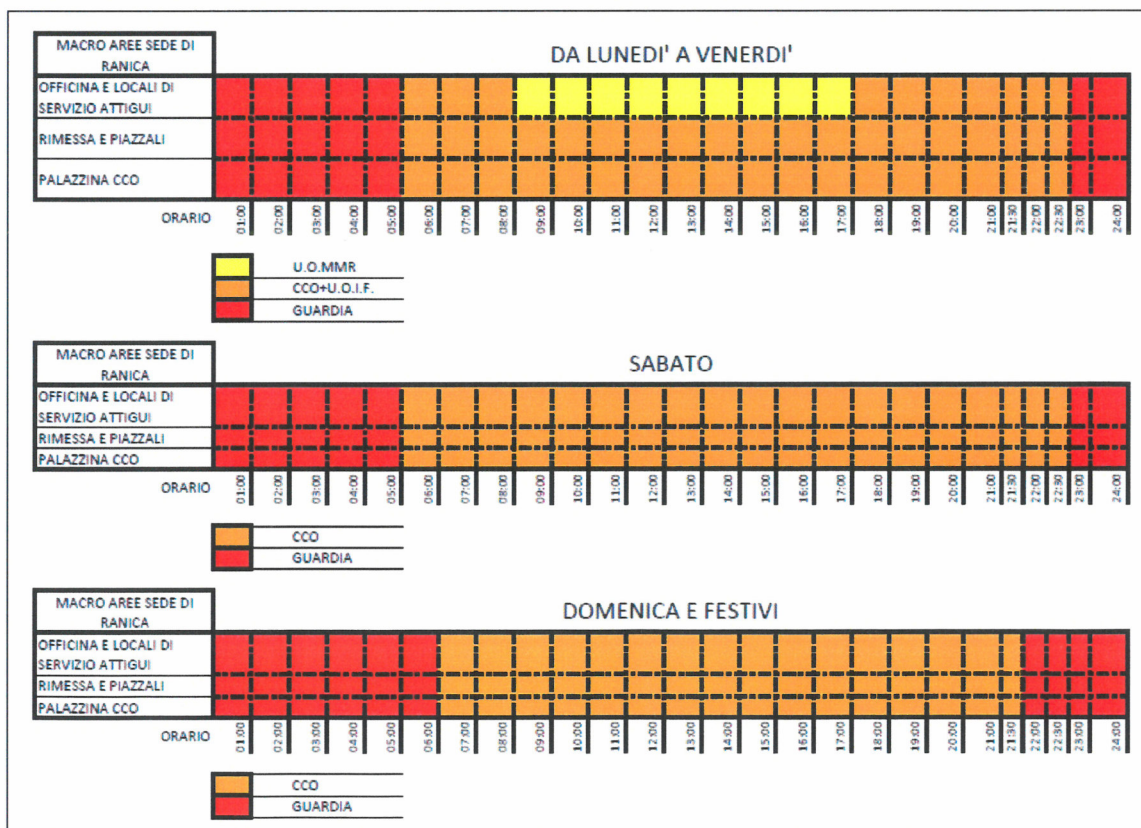 MACRO AREE SEDE DI
RANICA
DA LUNEDI' A VENERDI'
OFFICINA E LOCALI DI
SERVIZIO ATTIGUI
RIMESSA E PIAZZALI
PALAZZINA CCO
ORARIO 01:00 02:00 03:00 04:00 05:00 06:00 07:00 08:00 09:00 10:00 11:00 12:00 13:00 14:00 15:00 16:00 17:00 18:00 19:00 20:00 21:00 21:30 22:00 22:30 23:00 24:00
U.O.MMR
CCO+U.O.I.F.
GUARDIA
MACRO AREE SEDE DI
RANICA
SABATO
OFFICINA E LOCALI DI
SERVIZIO ATTIGUI
RIMESSA E PIAZZALI
PALAZZINA CCO
ORARIO 01:00 02:00 03:00 04:00 05:00 06:00 07:00 08:00 09:00 10:00 11:00 12:00 13:00 14:00 15:00 16:00 17:00 18:00 19:00 20:00 21:00 21:30 22:00 22:30 23:00 24:00
CCO
GUARDIA
MACRO AREE SEDE DI
RANICA
DOMENICA E FESTIVI
OFFICINA E LOCALI DI
SERVIZIO ATTIGUI
RIMESSA E PIAZZALI
PALAZZINA CCO
ORARIO 01:00 02:00 03:00 04:00 05:00 06:00 07:00 08:00 09:00 10:00 11:00 12:00 13:00 14:00 15:00 16:00 17:00 18:00 19:00 20:00 21:00 21:30 22:00 22:30 23:00 24:00
CCO
GUARDIA